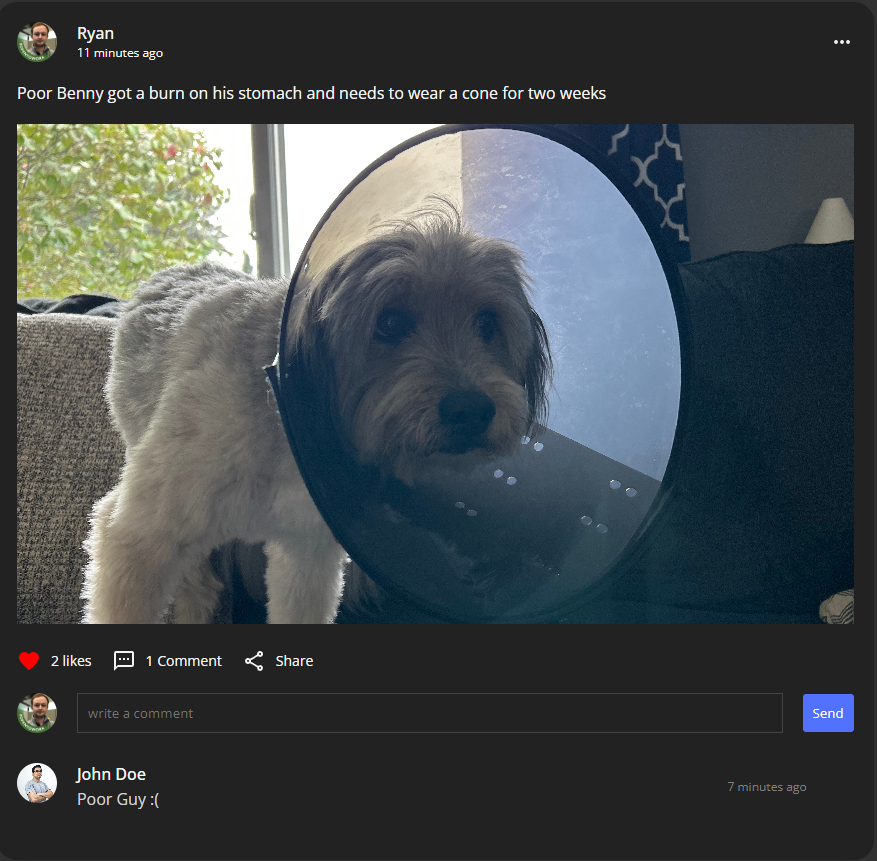 Ryan
11 minutes ago
Poor Benny got a burn on his stomach and needs to wear a cone for two weeks
2 likes
1 Comment
Share
write a comment
Send
John Doe
Poor Guy :(
7 minutes ago